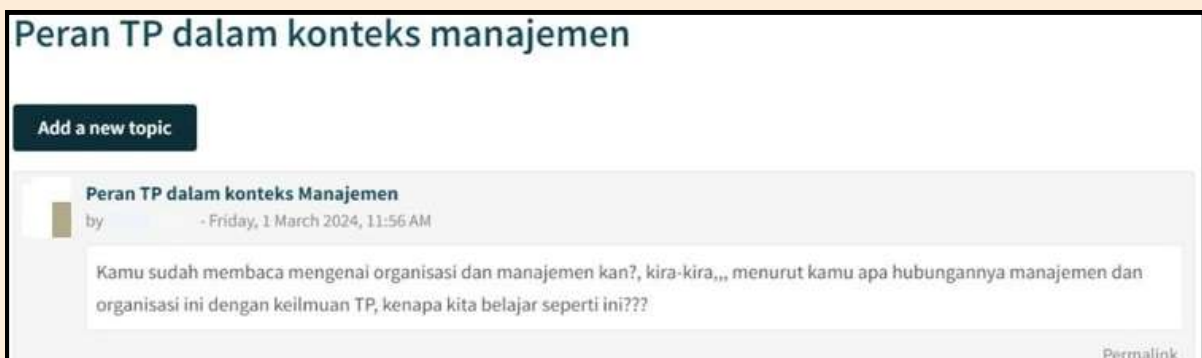 Peran TP dalam konteks manajemen
Add a new topic
Peran TP dalam konteks Manajemen
by - Friday, 1 March 2024, 11:56 AM
Kamu sudah membaca mengenai organisasi dan manajemen kan?, kira-kira,,, menurut kamu apa hubungannya manajemen dan
organisasi ini dengan keilmuan TP, kenapa kita belajar seperti ini???
Permalink